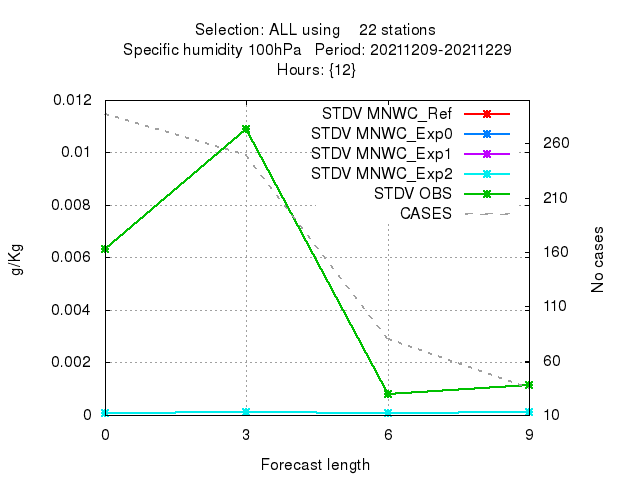 Selection: ALL using 22 stations
Specific humidity 100hPa Period: 20211209-20211229
Hours: {12}
0.012
0.01
0.008
0.006
0.004
0.002
0
g/Kg
STDV MNWC_Ref
STDV MNWC_Exp0
STDV MNWC_Exp1
STDV MNWC_Exp2
STDV OBS
CASES
260
210
160
110
60
10
No cases
0 3 6 9
Forecast length